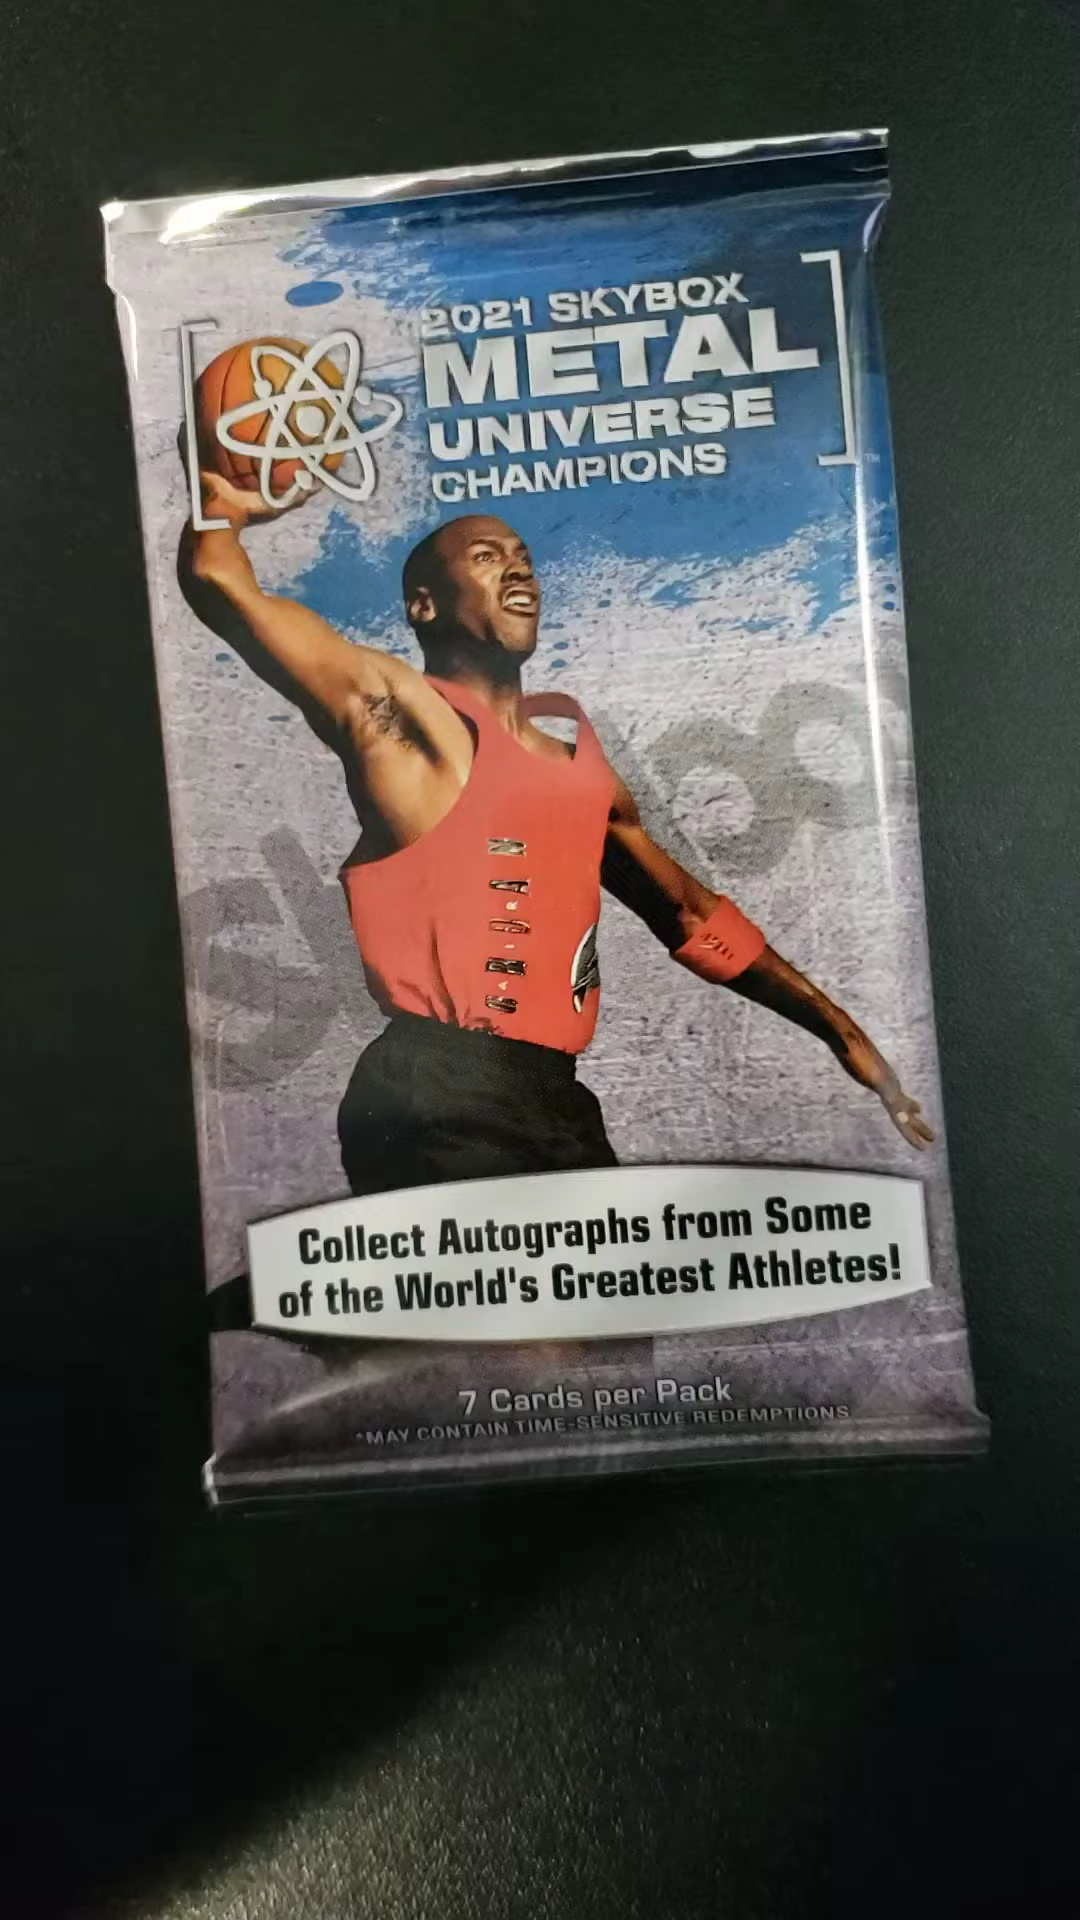 2021 SKYBOX
METAL
UNIVERSE
CHAMPIONS
TM
Collect Autographs from Some
of the World's Greatest Athletes!
7 Cards per Pack
*MAY CONTAIN TIME-SENSITIVE REDEMPTIONS